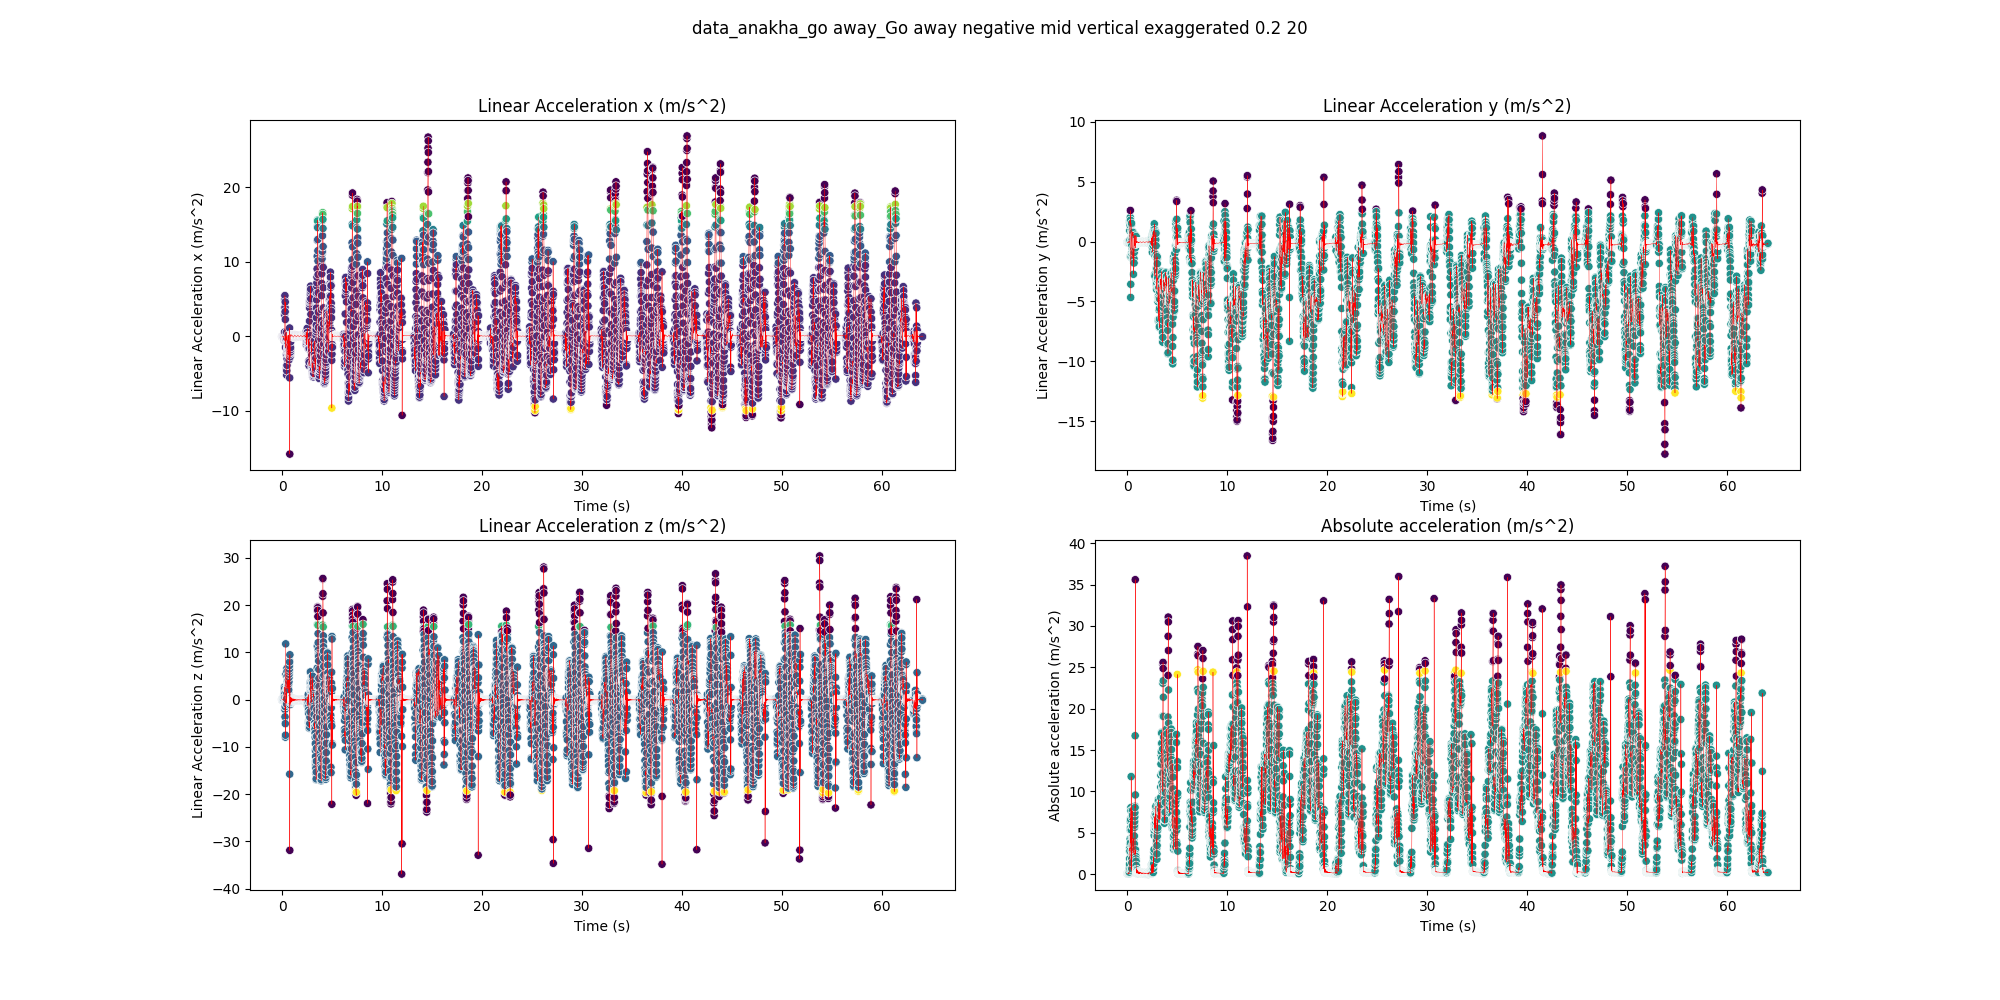 data_anakha_go away_Go away negative mid vertical exaggerated 0.2 20
Linear Acceleration x (m/s^2)
Linear Acceleration x (m/s^2)
20
10
0
−10
0 10 20 30 40 50 60
Time (s)
Linear Acceleration y (m/s^2)
Linear Acceleration y (m/s^2)
10
5
0
−5
−10
−15
0 10 20 30 40 50 60
Time (s)
Linear Acceleration z (m/s^2)
Linear Acceleration z (m/s^2)
30
20
10
0
−10
−20
−30
−40
0 10 20 30 40 50 60
Time (s)
Absolute acceleration (m/s^2)
Absolute acceleration (m/s^2)
40
35
30
25
20
15
10
5
0
0 10 20 30 40 50 60
Time (s)